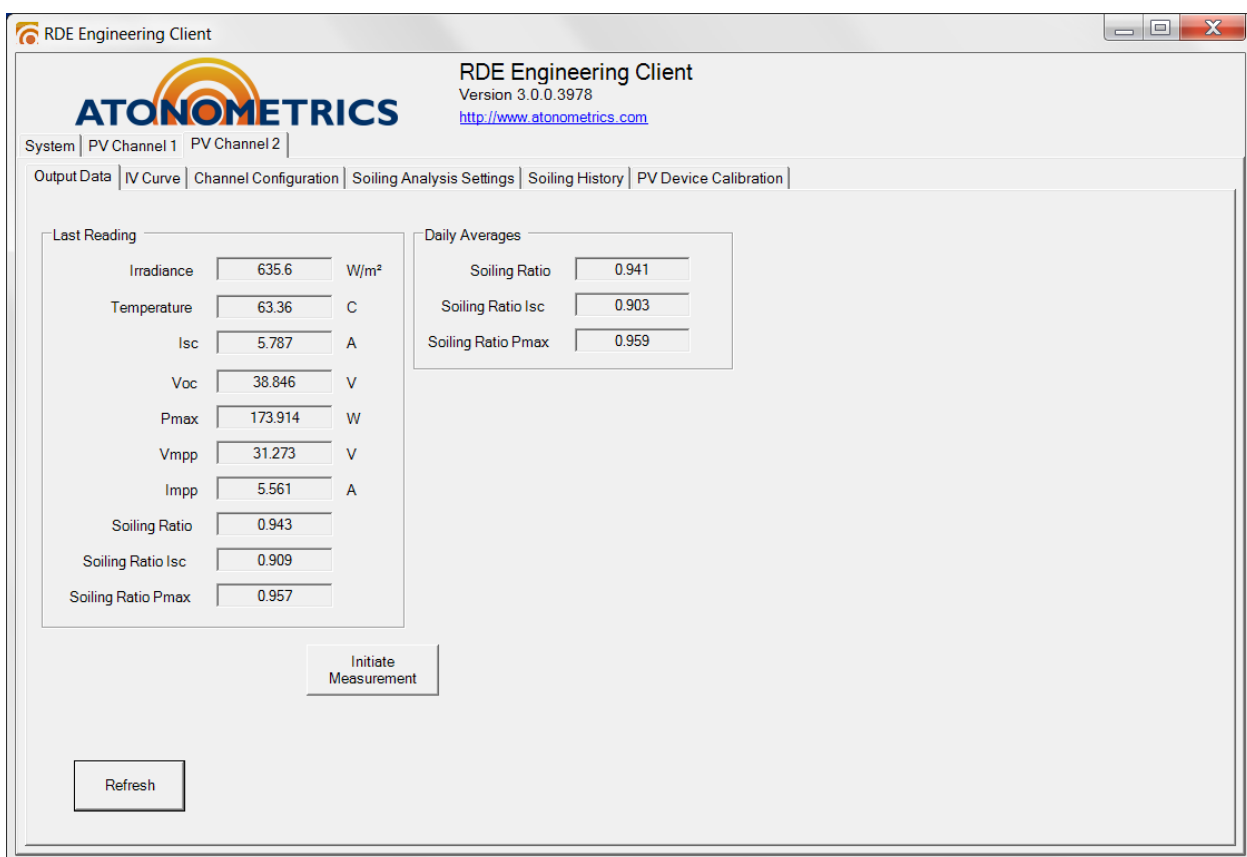 RDE Engineering Client
ATONOMETRICS
RDE Engineering Client
Version 3.0.0.3978
http://www.atonometrics.com
System PV Channel 1 PV Channel 2
Output Data IV Curve Channel Configuration Soiling Analysis Settings Soiling History PV Device Calibration
Last Reading
Irradiance 635.6 W/m²
Temperature 63.36 C
Isc 5.787 A
Voc 38.846 V
Pmax 173.914 W
Vmpp 31.273 V
Impp 5.561 A
Soiling Ratio 0.943
Soiling Ratio Isc 0.909
Soiling Ratio Pmax 0.957
Daily Averages
Soiling Ratio 0.941
Soiling Ratio Isc 0.903
Soiling Ratio Pmax 0.959
Initiate
Measurement
Refresh